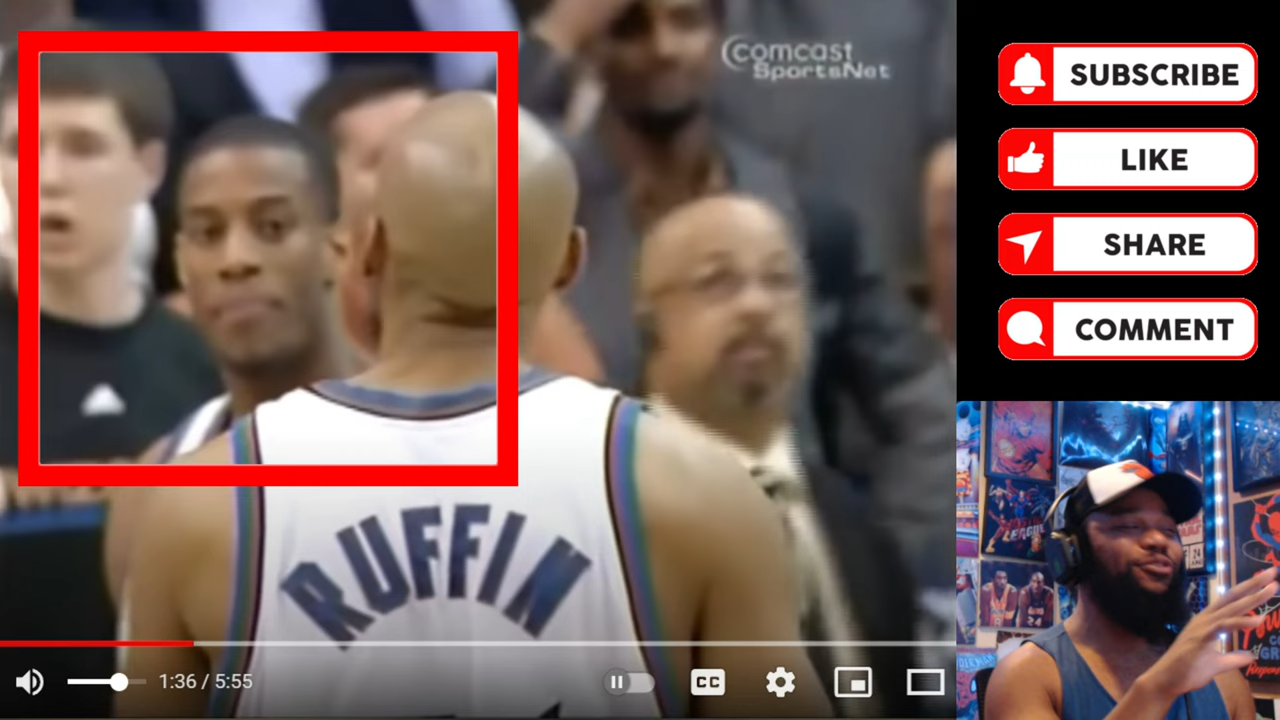 comcast
SportsNet
SUBSCRIBE
LIKE
SHARE
COMMENT
RUFFIN
1:36 / 5:55
CC